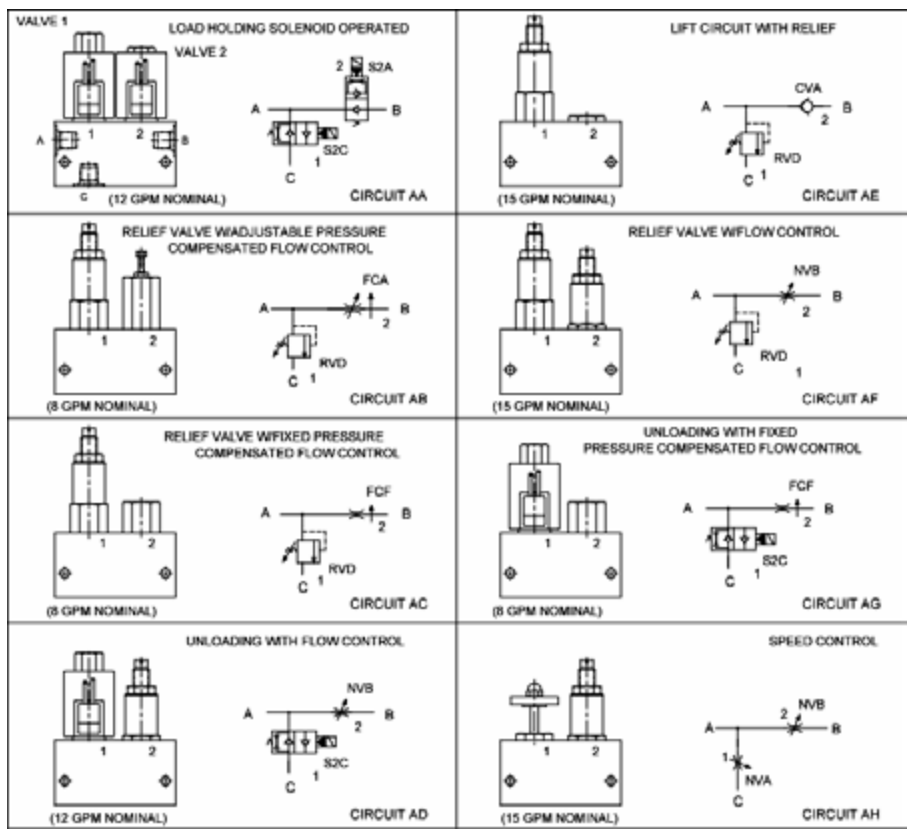 VALVE 1
LOAD HOLDING SOLENOID OPERATED
VALVE 2
2 S2A
A B
1 2
A B
S2C
1
C
C
(12 GPM NOMINAL)
CIRCUIT AA
LIFT CIRCUIT WITH RELIEF
CVA
A B
2
1 2
RVD
1
C
(15 GPM NOMINAL)
CIRCUIT AE
RELIEF VALVE W/ADJUSTABLE PRESSURE
COMPENSATED FLOW CONTROL
FCA
A B
2
1 2
RVD
C 1
(8 GPM NOMINAL)
CIRCUIT AB
RELIEF VALVE W/FLOW CONTROL
NVB
A B
2
1 2
RVD
C 1
(15 GPM NOMINAL)
CIRCUIT AF
RELIEF VALVE W/FIXED PRESSURE
COMPENSATED FLOW CONTROL
FCF
A B
2
1 2
RVD
C 1
(8 GPM NOMINAL)
CIRCUIT AC
UNLOADING WITH FIXED
PRESSURE COMPENSATED FLOW CONTROL
FCF
A B
2
1 2
S2C
C 1
(8 GPM NOMINAL)
CIRCUIT AG
UNLOADING WITH FLOW CONTROL
NVB
A B
2
1 2
S2C
C 1
(12 GPM NOMINAL)
CIRCUIT AD
SPEED CONTROL
NVB
2
A B
1 2
1
NVA
C
(15 GPM NOMINAL)
CIRCUIT AH